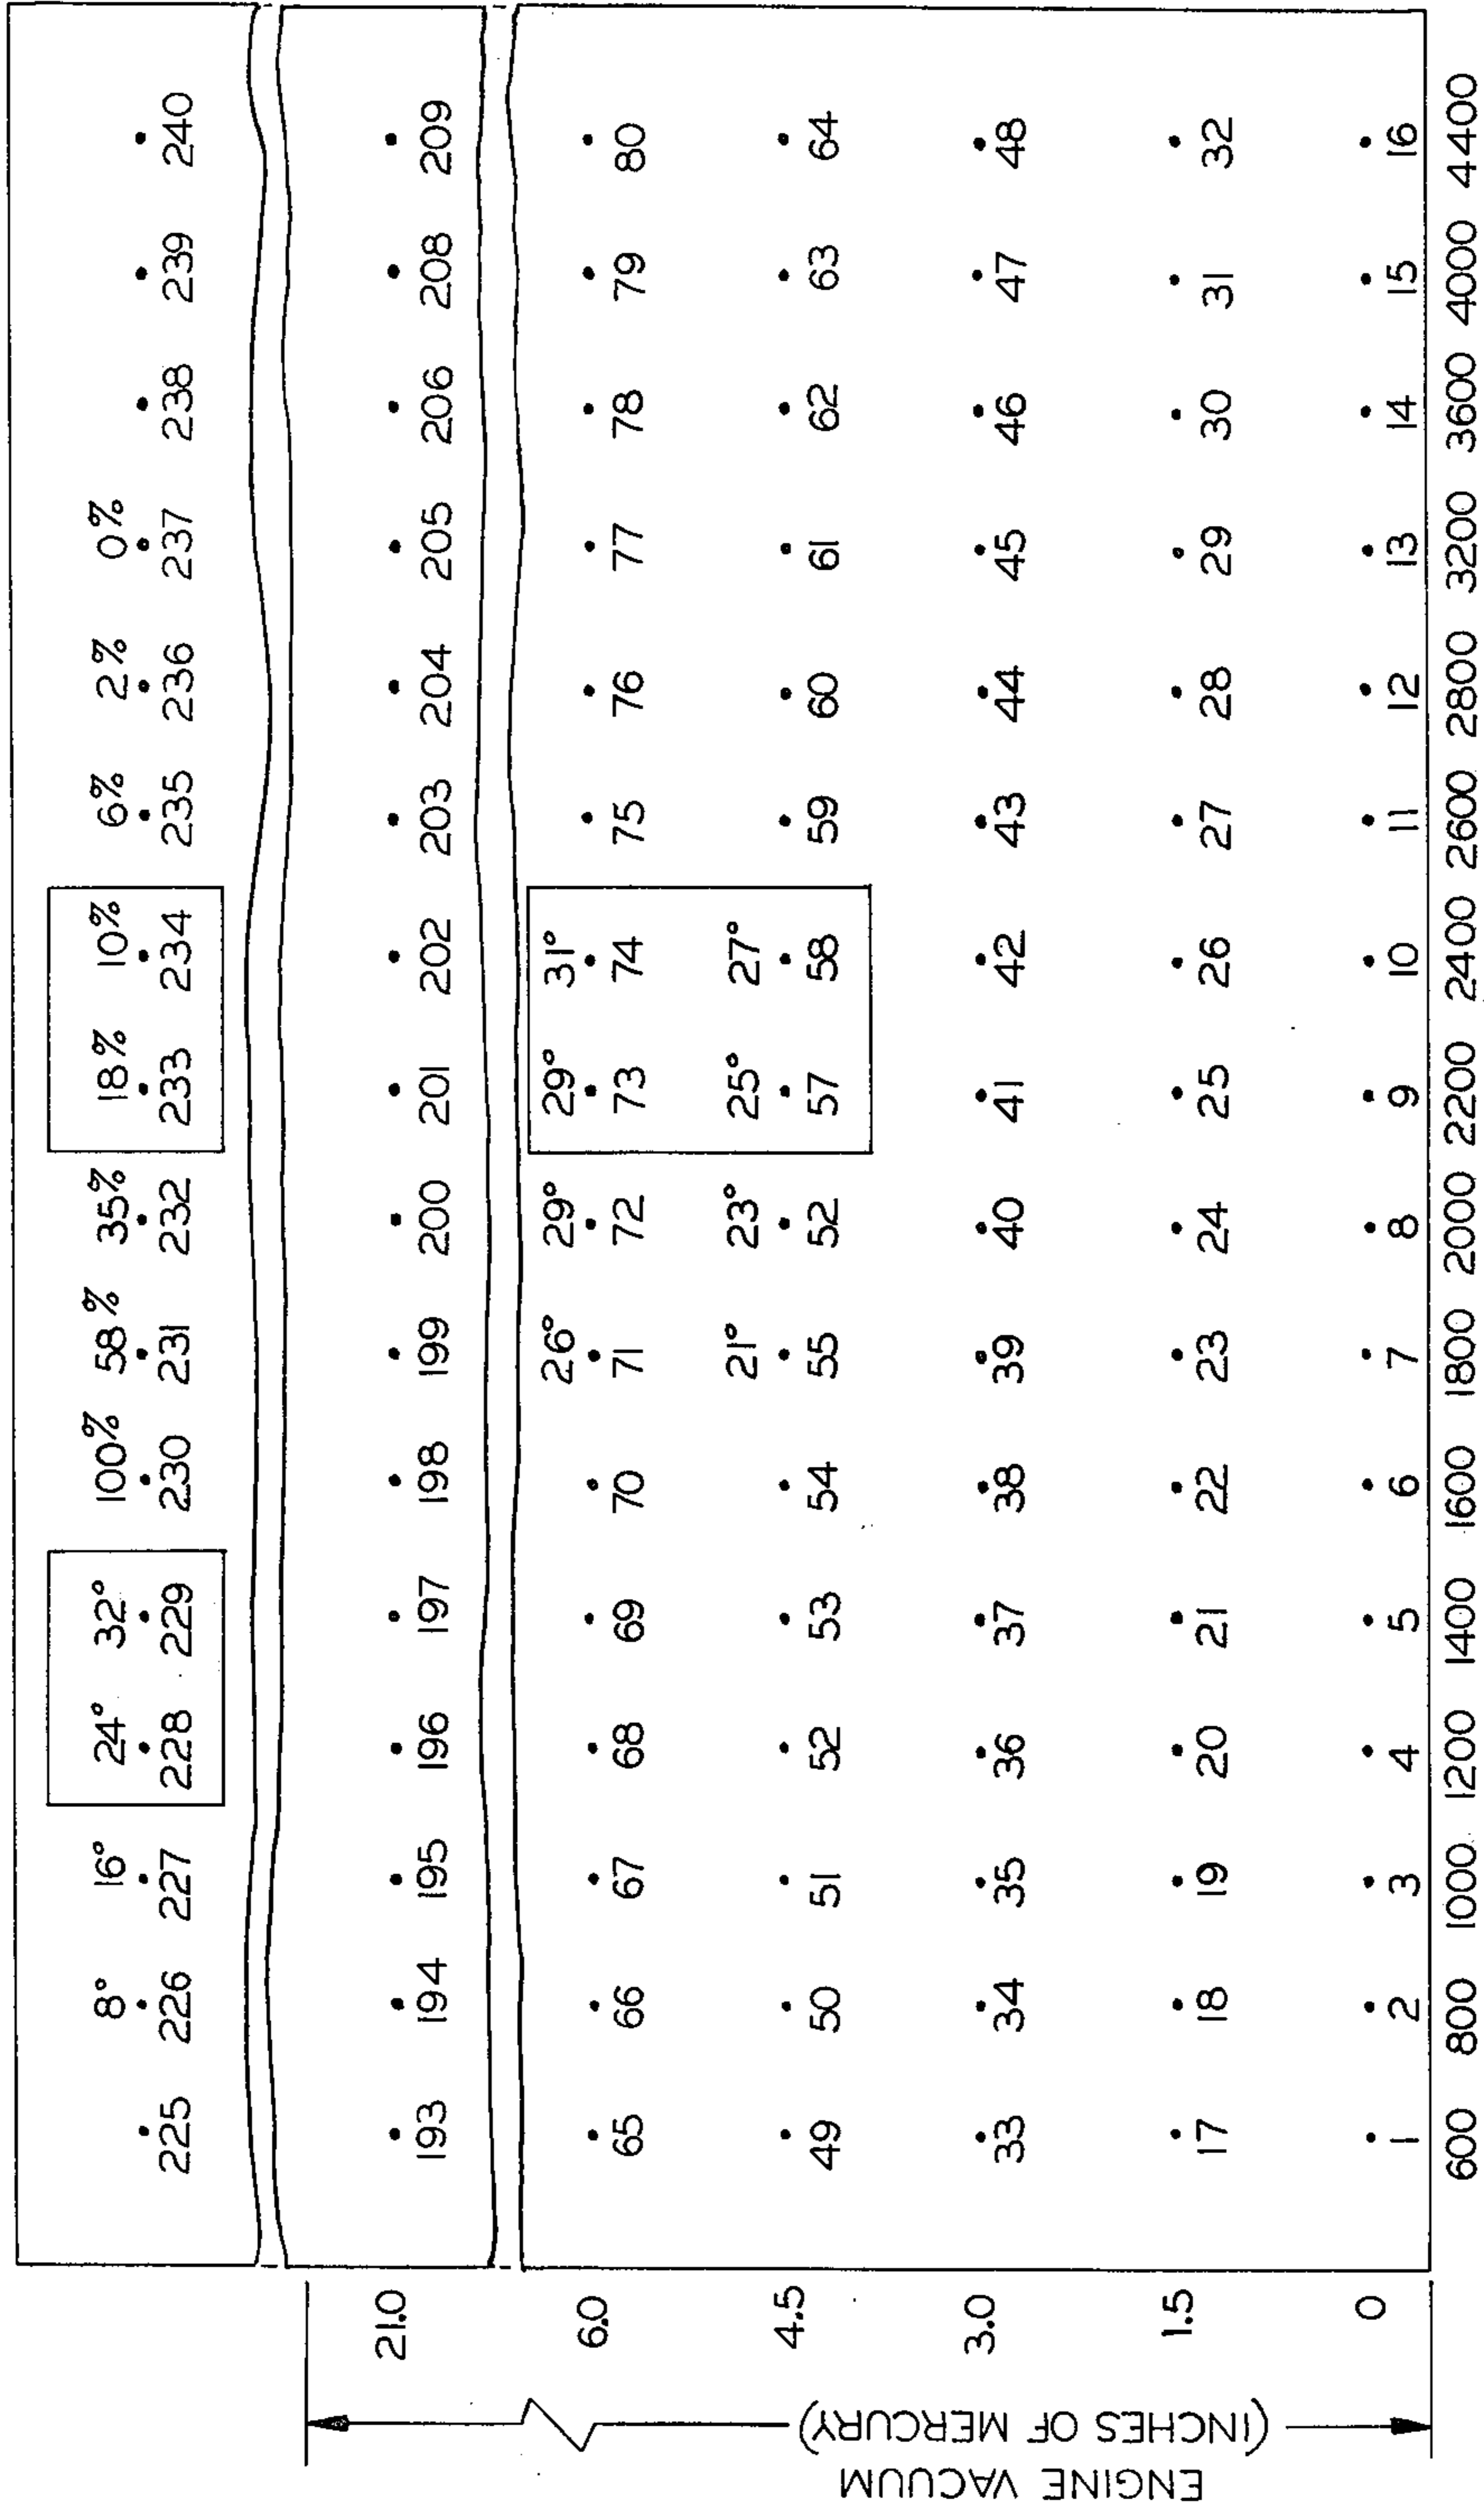 8° 16° 24° 32° 100% 58% 35% 18% 10% 6% 2% 0%
225 226 227 228 229 230 231 232 233 234 235 236 237 238 239 240
21.0
193 194 195 196 197 198 199 200 201 202 203 204 205 206 208 209
26° 29° 29° 31°
6.0
65 66 67 68 69 70 71 72 73 74 75 76 77 78 79 80
21° 23° 25° 27°
4.5
49 50 51 52 53 54 55 52 57 58 59 60 61 62 63 64
3.0
33 34 35 36 37 38 39 40 41 42 43 44 45 46 47 48
1.5
17 18 19 20 21 22 23 24 25 26 27 28 29 30 31 32
0
1 2 3 4 5 6 7 8 9 10 11 12 13 14 15 16
600 800 1000 1200 1400 1600 1800 2000 2200 2400 2600 2800 3200 3600 4000 4400
ENGINE VACUUM
(INCHES OF MERCURY)